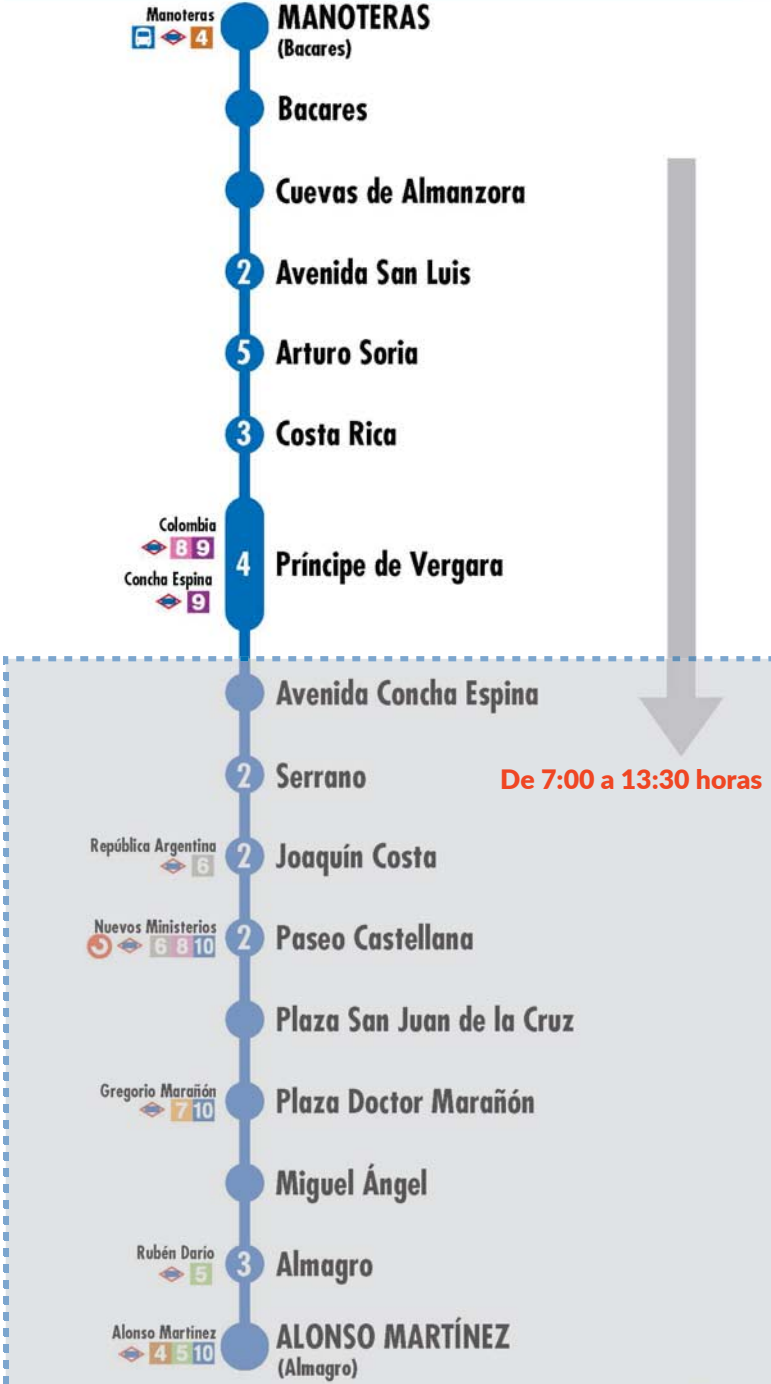 Manoteras
4
MANOTERAS
(Bacares)
Bacares
Cuevas de Almanzora
2 Avenida San Luis
5 Arturo Soria
3 Costa Rica
Colombia
8 9
Concha Espina
9
4 Príncipe de Vergara
Avenida Concha Espina
2 Serrano
De 7:00 a 13:30 horas
República Argentina
6
2 Joaquín Costa
Nuevos Ministerios
6 8 10
2 Paseo Castellana
Plaza San Juan de la Cruz
Gregorio Marañón
7 10
Plaza Doctor Marañón
Miguel Ángel
Rubén Darío
5
3 Almagro
Alonso Martínez
4 5 10
ALONSO MARTÍNEZ
(Almagro)